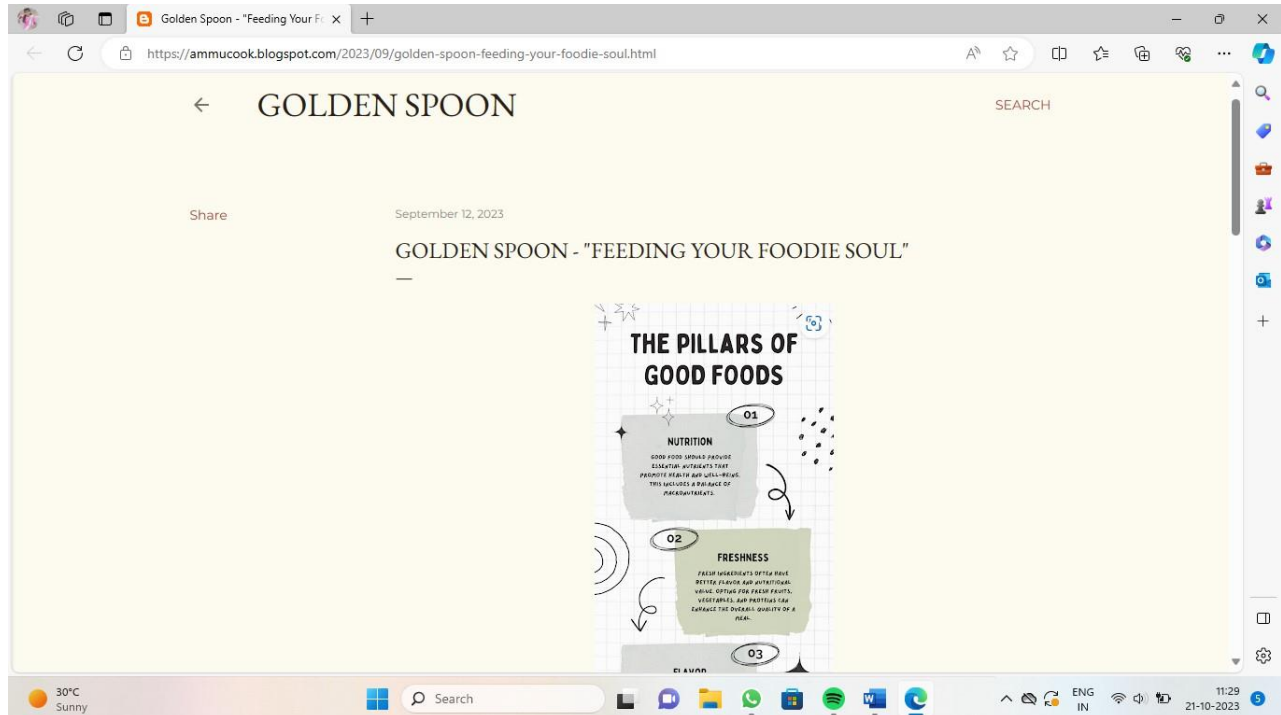 Golden Spoon - "Feeding Your Fo
https://ammucook.blogspot.com/2023/09/golden-spoon-feeding-your-foodie-soul.html
GOLDEN SPOON
SEARCH
Share
September 12, 2023
GOLDEN SPOON - "FEEDING YOUR FOODIE SOUL"
THE PILLARS OF
GOOD FOODS
01
NUTRITION
GOOD FOOD SHOULD PROVIDE
ESSENTIAL NUTRIENTS THAT
PROMOTE HEALTH AND WELL-BEING.
THIS INCLUDES A BALANCE OF
MACRONUTRIENTS.
02
FRESHNESS
FRESH INGREDIENTS OFTEN HAVE
BETTER FLAVOR AND NUTRITIONAL
VALUE. OPTING FOR FRESH FRUITS,
VEGETABLES, AND PROTEINS CAN
ENHANCE THE OVERALL QUALITY OF A
MEAL.
03
FLAVOR
30°C
Sunny
Search
ENG
IN
11:29
21-10-2023
5